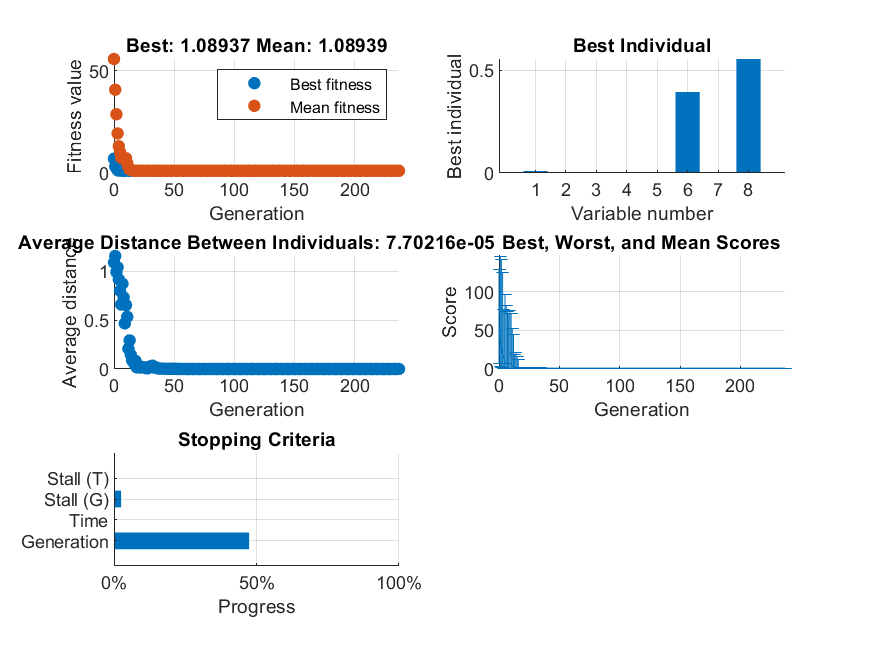 Best: 1.08937 Mean: 1.08939
Fitness value
50
0
Best fitness
Mean fitness
0 50 100 150 200
Generation
Best Individual
Best individual
0.5
0
1 2 3 4 5 6 7 8
Variable number
Average Distance Between Individuals: 7.70216e-05
Average distance
1
0.5
0
0 50 100 150 200
Generation
Best, Worst, and Mean Scores
Score
100
50
0
0 50 100 150 200
Generation
Stopping Criteria
Stall (T)
Stall (G)
Time
Generation
0% 50% 100%
Progress